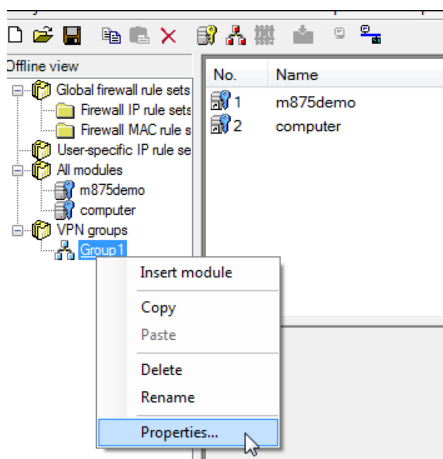 Offline view
Global firewall rule sets
Firewall IP rule sets
Firewall MAC rule s
User-specific IP rule se
All modules
m875demo
computer
VPN groups
Group1
No. Name
1 m875demo
2 computer
Insert module
Copy
Paste
Delete
Rename
Properties...